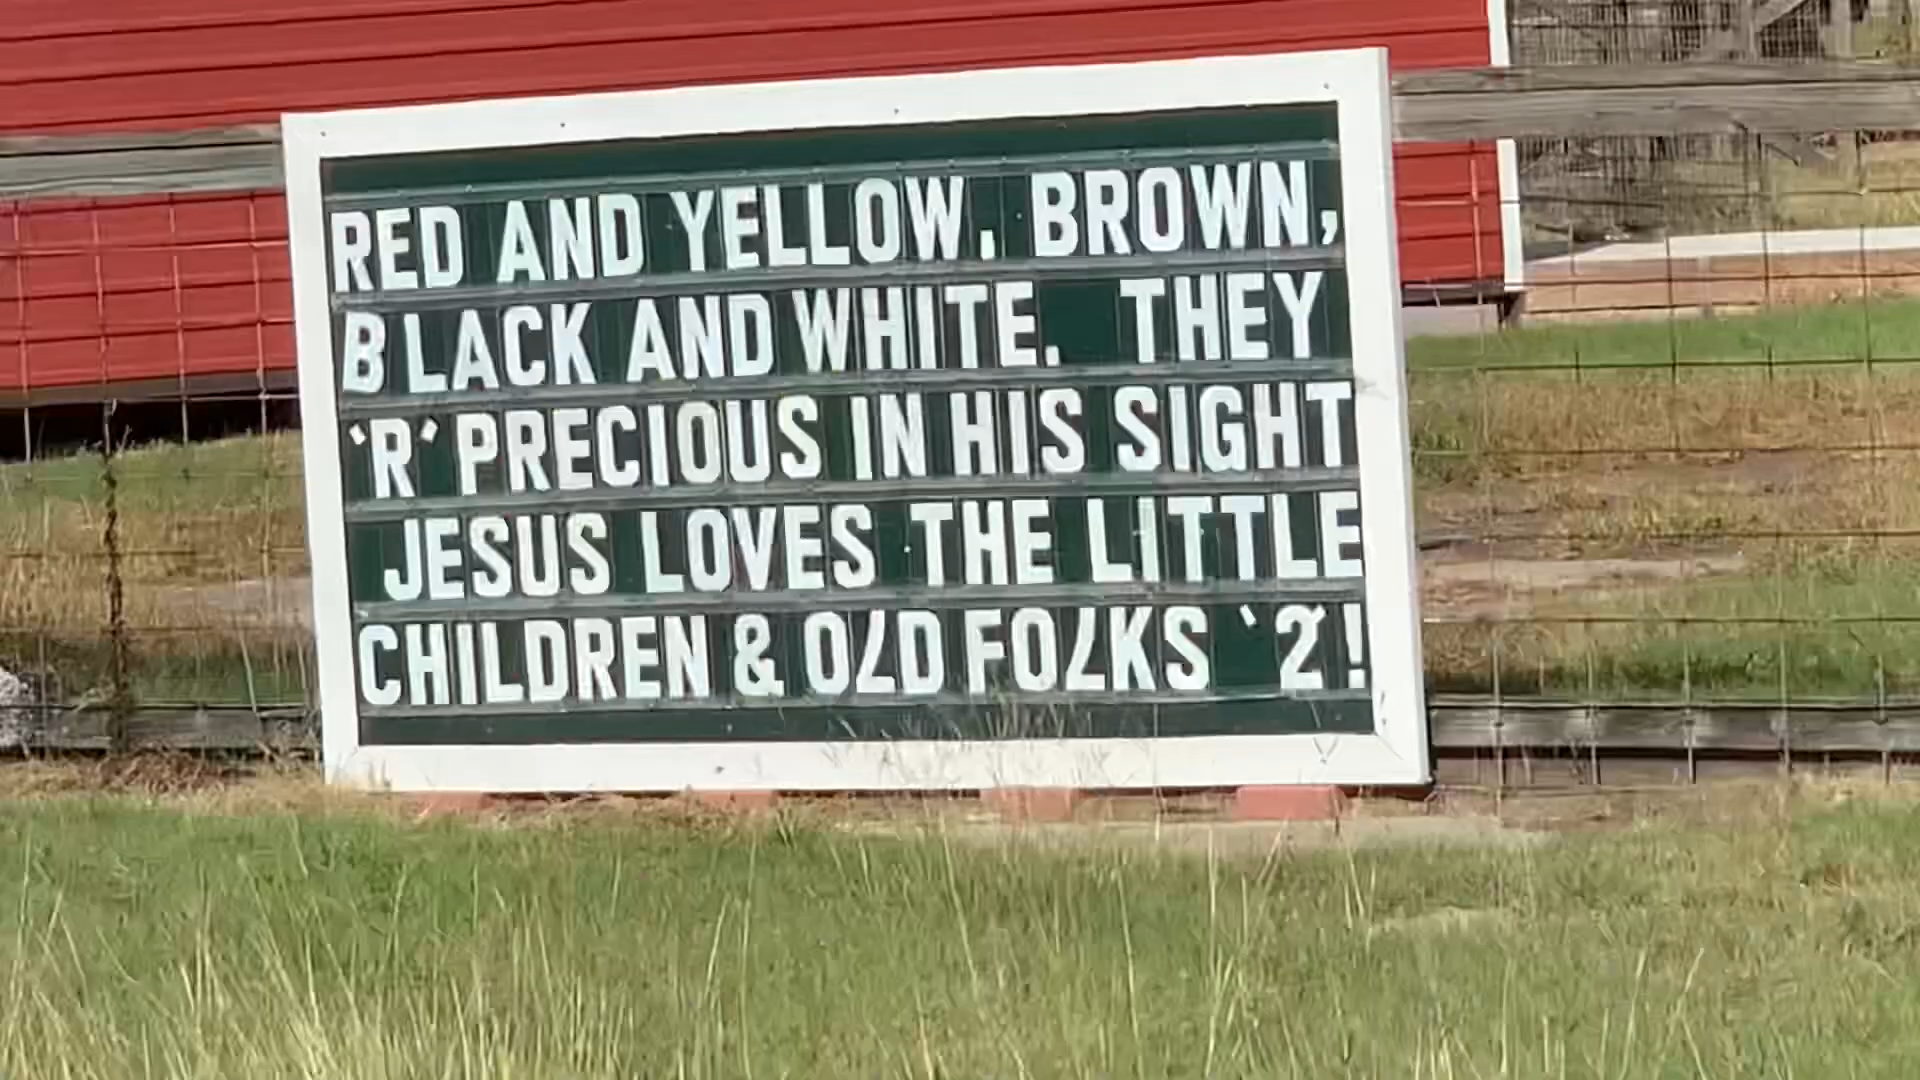 RED AND YELLOW, BROWN,
BLACK AND WHITE. THEY
'R' PRECIOUS IN HIS SIGHT
JESUS LOVES THE LITTLE
CHILDREN & OLD FOLKS '2'!